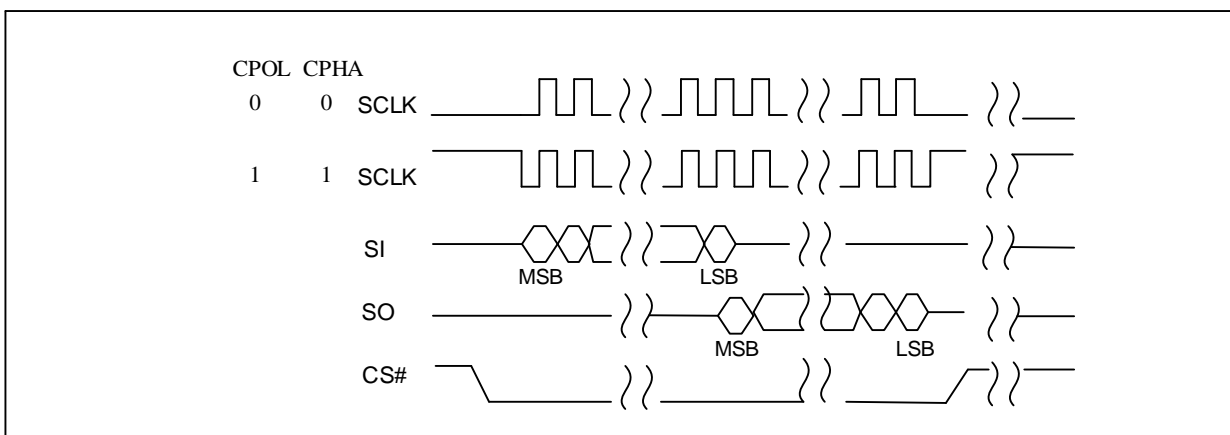 CPOL CPHA
0 0 SCLK
1 1 SCLK
SI
MSB LSB
SO
MSB LSB
CS#